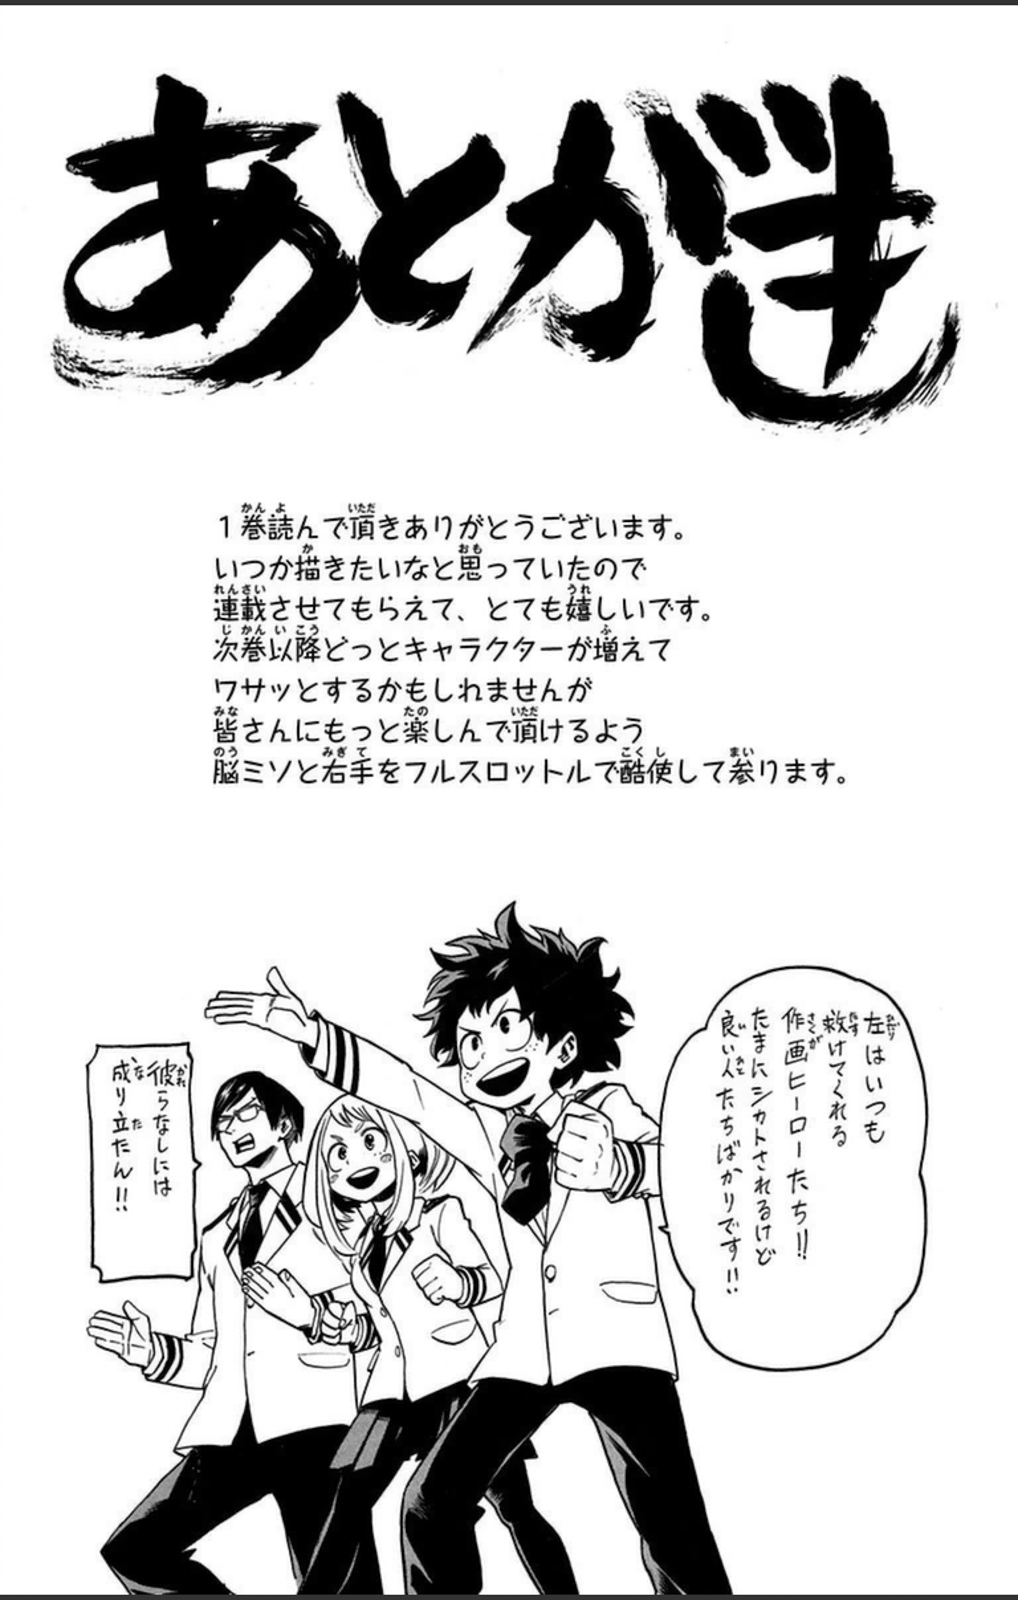 あとがき
1巻読んで頂きありがとうございます。
いつか描きたいなと思っていたので
連載させてもらえて、とても嬉しいです。
次巻以降どっとキャラクターが増えて
ワサッとするかもしれませんが
皆さんにもっと楽しんで頂けるよう
脳ミソと右手をフルスロットルで酷使して参ります。
左はいつも
救けてくれる
作画ヒーローたち!!
たまにシカトされるけど
良い人たちばかりです!!
彼らなしには
成り立たん!!